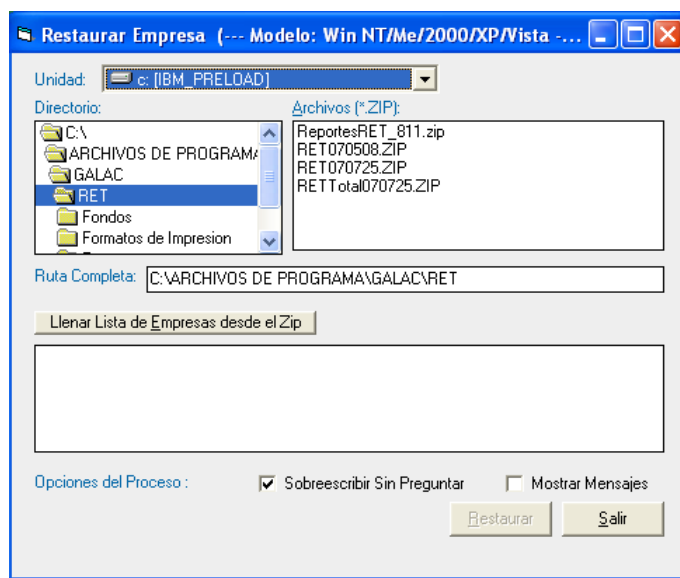 Restaurar Empresa (--- Modelo: Win NT/Me/2000/XP/Vista -...
Unidad: c: [IBM_PRELOAD]
Directorio:
Archivos (*.ZIP):
C:\
ARCHIVOS DE PROGRAMA
GALAC
RET
Fondos
Formatos de Impresion
ReportesRET_811.zip
RET070508.ZIP
RET070725.ZIP
RETTotal070725.ZIP
Ruta Completa: C:\ARCHIVOS DE PROGRAMA\GALAC\RET
Llenar Lista de Empresas desde el Zip
Opciones del Proceso : Sobreescribir Sin Preguntar Mostrar Mensajes
Restaurar Salir